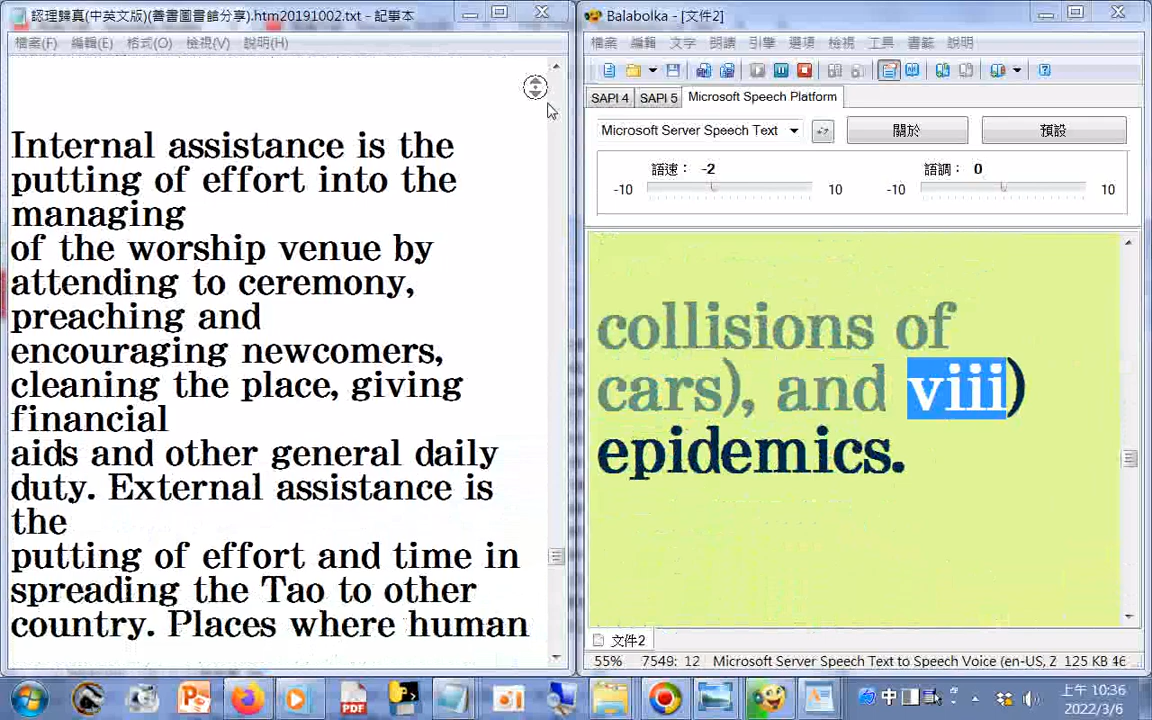 認理歸真(中英文版)(善書圖書館分享).htm20191002.txt - 記事本
檔案(F) 編輯(E) 格式(O) 檢視(V) 說明(H)
Internal assistance is the
putting of effort into the
managing
of the worship venue by
attending to ceremony,
preaching and
encouraging newcomers,
cleaning the place, giving
financial
aids and other general daily
duty. External assistance is
the
putting of effort and time in
spreading the Tao to other
country. Places where human
Balabolka - [文件2]
檔案 編輯 文字 朗讀 引擎 選項 檢視 工具 書籤 說明
SAPI 4 SAPI 5 Microsoft Speech Platform
Microsoft Server Speech Text 關於 預設
語速： -2 語調： 0
-10 10 -10 10
collisions of
cars), and viii)
epidemics.
文件2
55% 7549: 12 Microsoft Server Speech Text to Speech Voice (en-US, Z 125 KB 46
PDF 中 上午 10:36
2022/3/6